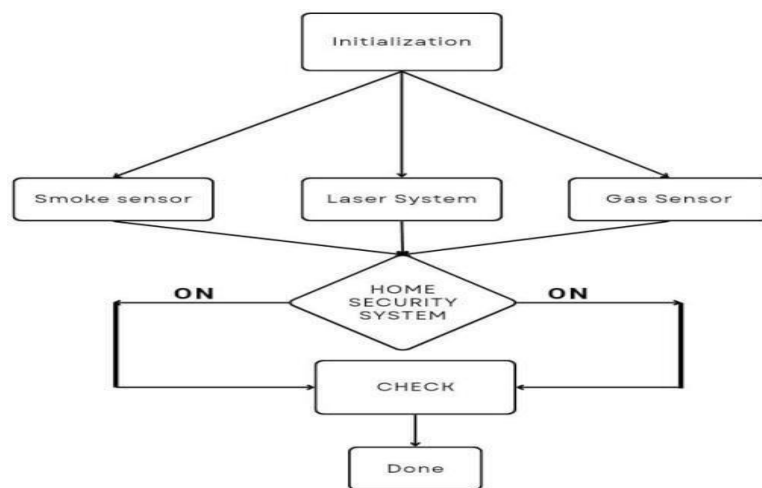 Initialization
Smoke sensor
Laser System
Gas Sensor
HOME
SECURITY
SYSTEM
ON
ON
CHECK
Done